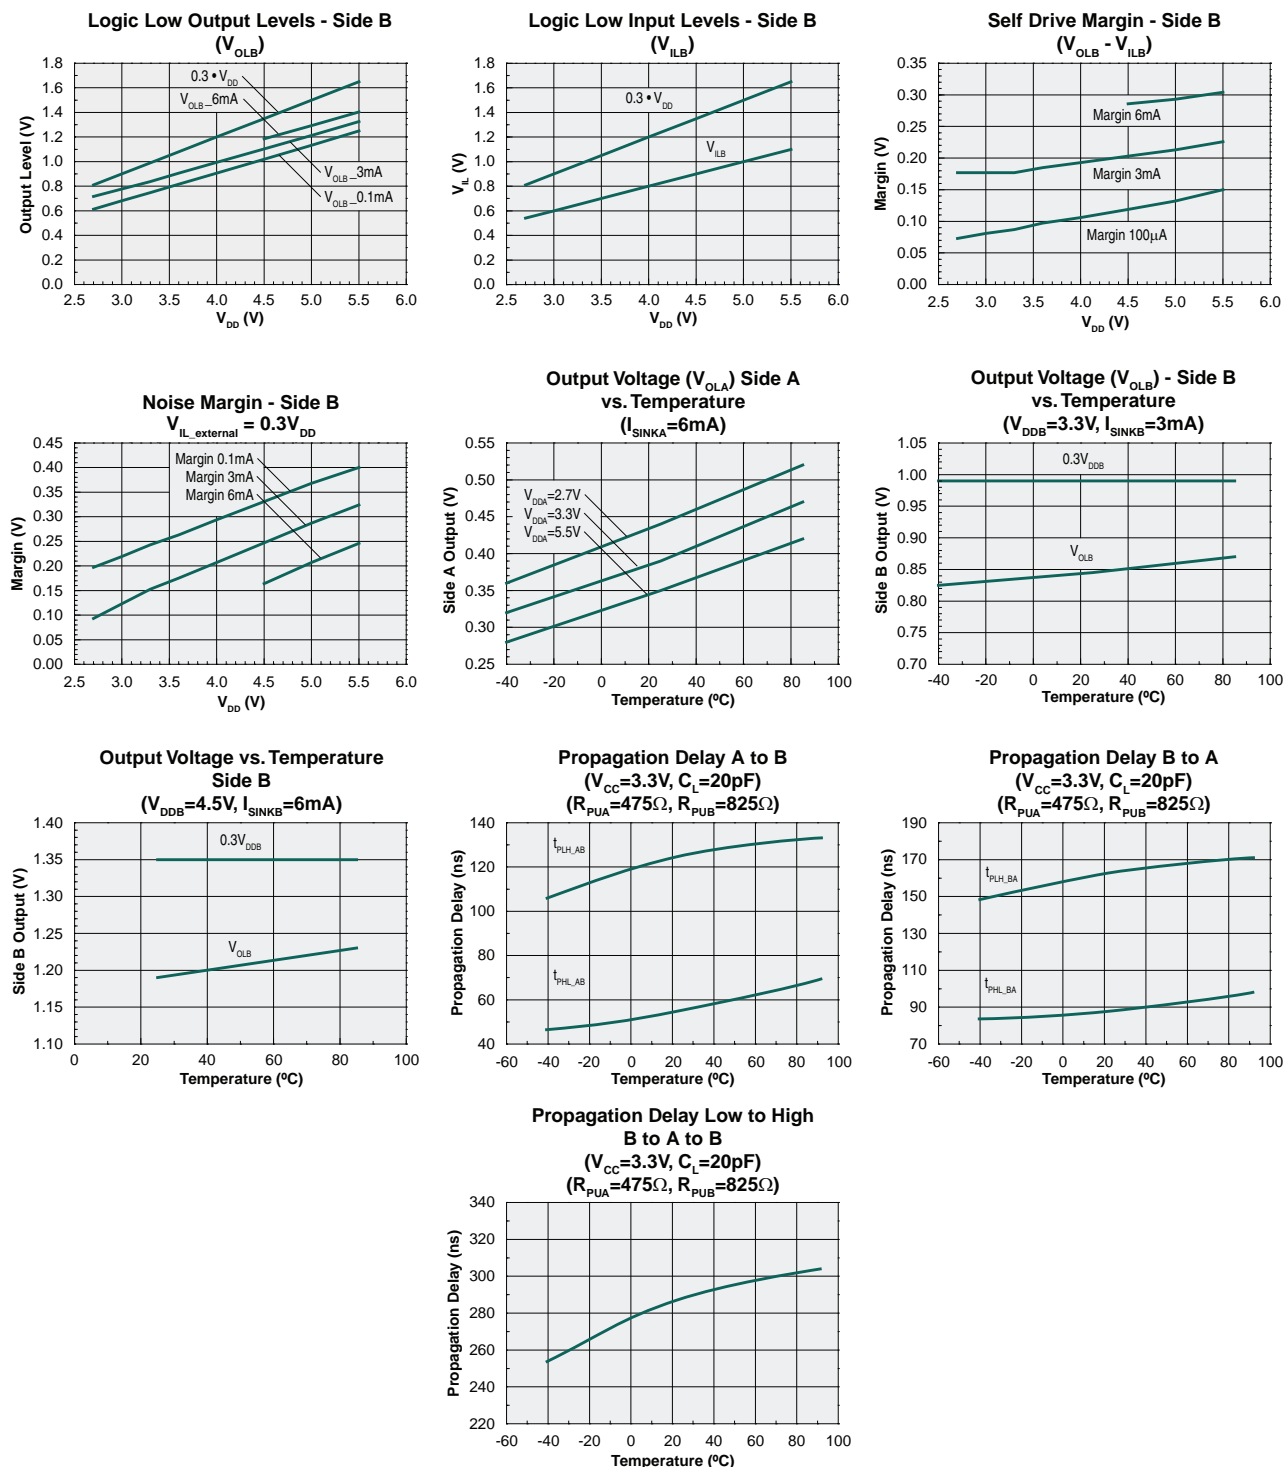 Logic Low Output Levels - Side B
(VOLB)
Output Level (V)
1.8
1.6
1.4
1.2
1.0
0.8
0.6
0.4
0.2
0.0
0.3 • VDD
VOLB_6mA
VOLB_3mA
VOLB_0.1mA
2.5 3.0 3.5 4.0 4.5 5.0 5.5 6.0
VDD (V)
Logic Low Input Levels - Side B
(VILB)
VIL (V)
1.8
1.6
1.4
1.2
1.0
0.8
0.6
0.4
0.2
0.0
0.3 • VDD
VILB
2.5 3.0 3.5 4.0 4.5 5.0 5.5 6.0
VDD (V)
Self Drive Margin - Side B
(VOLB - VILB)
Margin (V)
0.35
0.30
0.25
0.20
0.15
0.10
0.05
0.00
Margin 6mA
Margin 3mA
Margin 100μA
2.5 3.0 3.5 4.0 4.5 5.0 5.5 6.0
VDD (V)
Noise Margin - Side B
VIL_external = 0.3VDD
Margin (V)
0.45
0.40
0.35
0.30
0.25
0.20
0.15
0.10
0.05
0.00
Margin 0.1mA
Margin 3mA
Margin 6mA
2.5 3.0 3.5 4.0 4.5 5.0 5.5 6.0
VDD (V)
Output Voltage (VOLA) Side A
vs. Temperature
(ISINKA=6mA)
Side A Output (V)
0.55
0.50
0.45
0.40
0.35
0.30
0.25
VDDA=2.7V
VDDA=3.3V
VDDA=5.5V
-40 -20 0 20 40 60 80 100
Temperature (ºC)
Output Voltage (VOLB) - Side B
vs. Temperature
(VDDB=3.3V, ISINKB=3mA)
Side B Output (V)
1.05
1.00
0.95
0.90
0.85
0.80
0.75
0.70
0.3VDDB
VOLB
-40 -20 0 20 40 60 80 100
Temperature (ºC)
Output Voltage vs. Temperature
Side B
(VDDB=4.5V, ISINKB=6mA)
Side B Output (V)
1.40
1.35
1.30
1.25
1.20
1.15
1.10
0.3VDDB
VOLB
0 20 40 60 80 100
Temperature (ºC)
Propagation Delay A to B
(VCC=3.3V, CL=20pF)
(RPUA=475Ω, RPUB=825Ω)
Propagation Delay (ns)
140
120
100
80
60
40
tPLH_AB
tPHL_AB
-60 -40 -20 0 20 40 60 80 100
Temperature (ºC)
Propagation Delay B to A
(VCC=3.3V, CL=20pF)
(RPUA=475Ω, RPUB=825Ω)
Propagation Delay (ns)
190
170
150
130
110
90
70
tPLH_BA
tPHL_BA
-60 -40 -20 0 20 40 60 80 100
Temperature (ºC)
Propagation Delay Low to High
B to A to B
(VCC=3.3V, CL=20pF)
(RPUA=475Ω, RPUB=825Ω)
Propagation Delay (ns)
340
320
300
280
260
240
220
-60 -40 -20 0 20 40 60 80 100
Temperature (ºC)